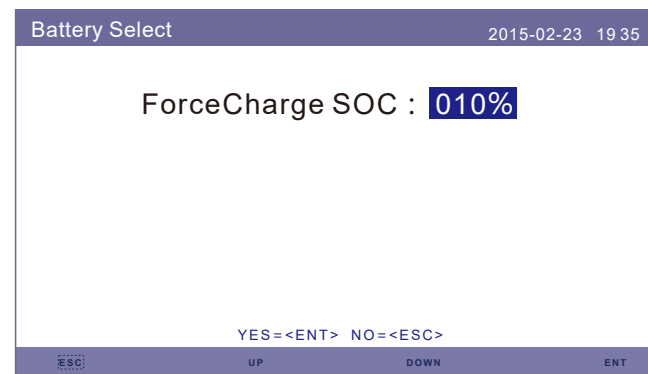 Battery Select 2015-02-23 19 35
ForceCharge SOC : 010%
YES=<ENT> NO=<ESC>
ESC UP DOWN ENT